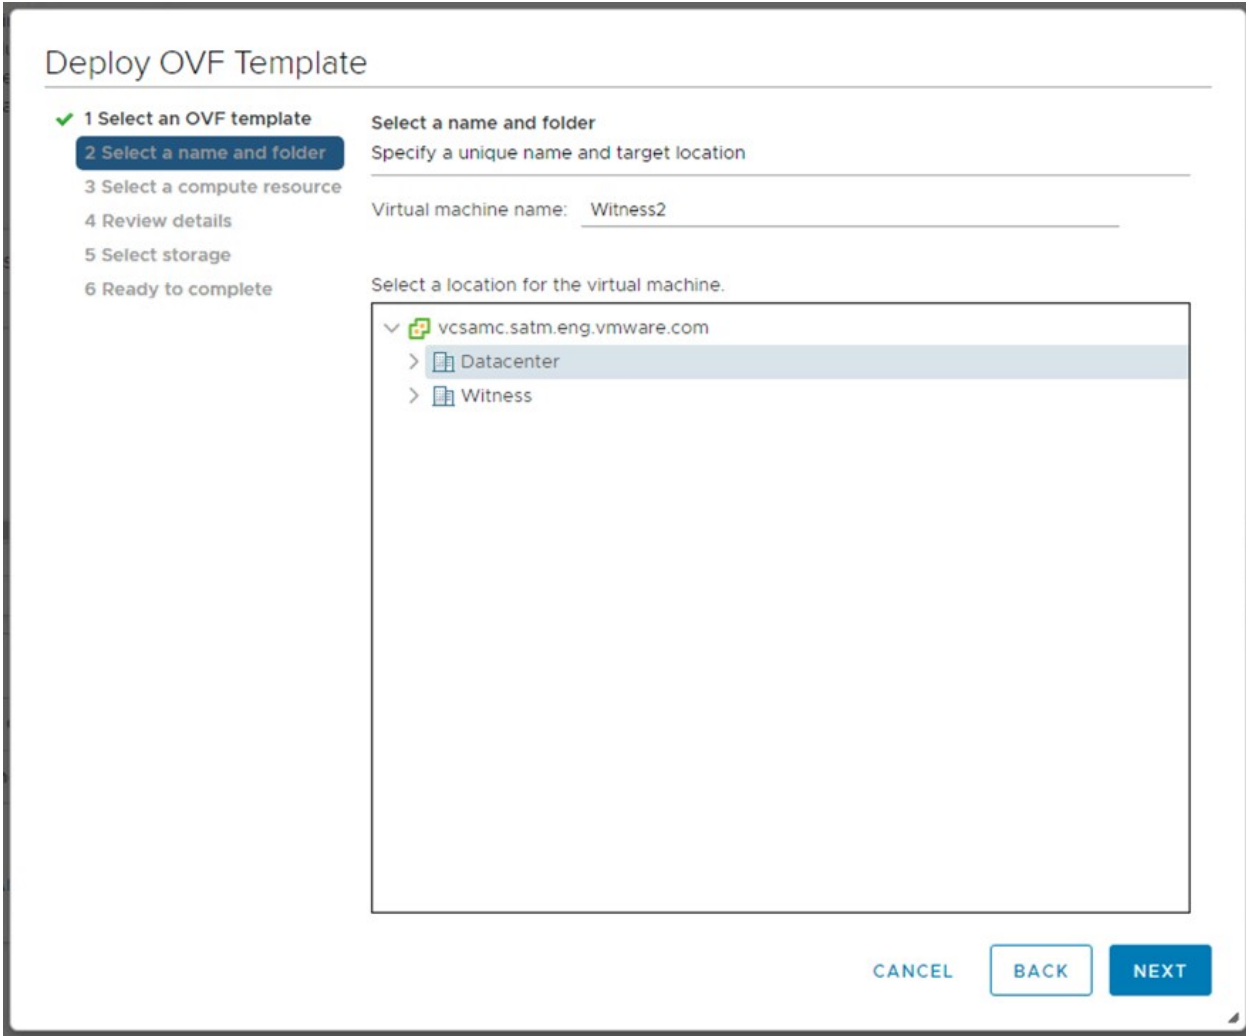 Deploy OVF Template
1 Select an OVF template
2 Select a name and folder
3 Select a compute resource
4 Review details
5 Select storage
6 Ready to complete
Select a name and folder
Specify a unique name and target location
Virtual machine name: Witness2
Select a location for the virtual machine.
vcsamc.satm.eng.vmware.com
Datacenter
Witness
CANCEL BACK NEXT